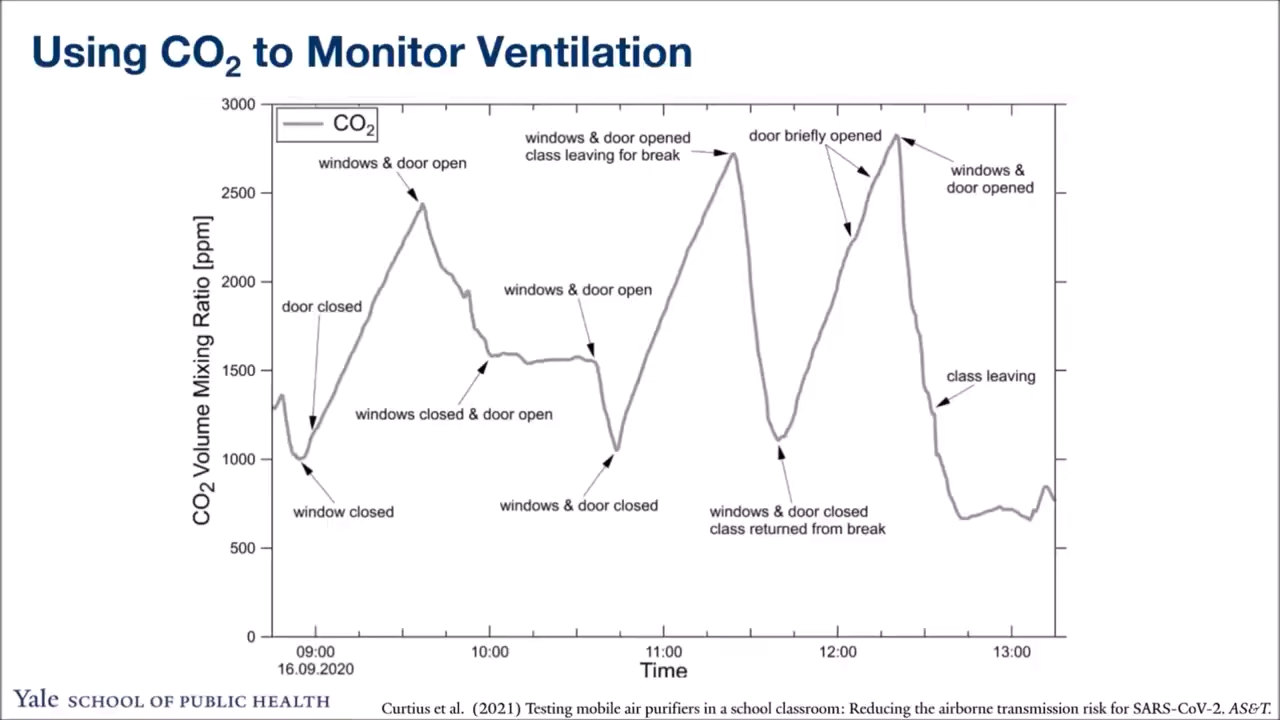 Using CO₂ to Monitor Ventilation
3000
2500
2000
1500
1000
500
0
CO₂ Volume Mixing Ratio [ppm]
CO₂
windows & door open
door closed
window closed
windows closed & door open
windows & door open
windows & door closed
windows & door opened
class leaving for break
windows & door closed
class returned from break
door briefly opened
windows &
door opened
class leaving
09:00
10:00
11:00
12:00
13:00
16.09.2020
Time
Yale SCHOOL OF PUBLIC HEALTH
Curtius et al. (2021) Testing mobile air purifiers in a school classroom: Reducing the airborne transmission risk for SARS-CoV-2. AS&T.